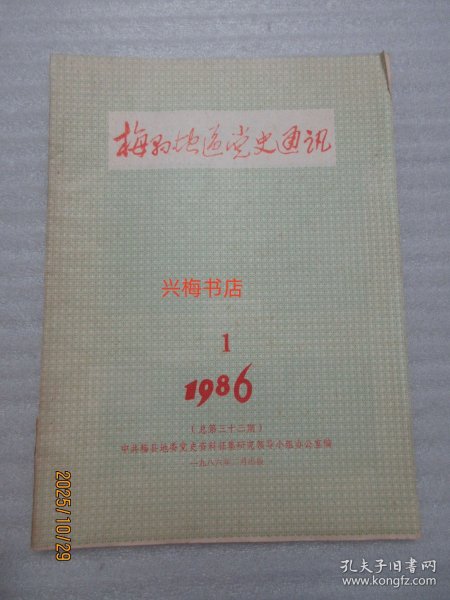 梅县地区党史通讯
兴梅书店
1
1986
（总第三十二期）
中共梅县地委党史资料征集研究领导小组办公室编
一九八六年 月出版
2025/10/29
孔夫子旧书网
www.kongfz.com